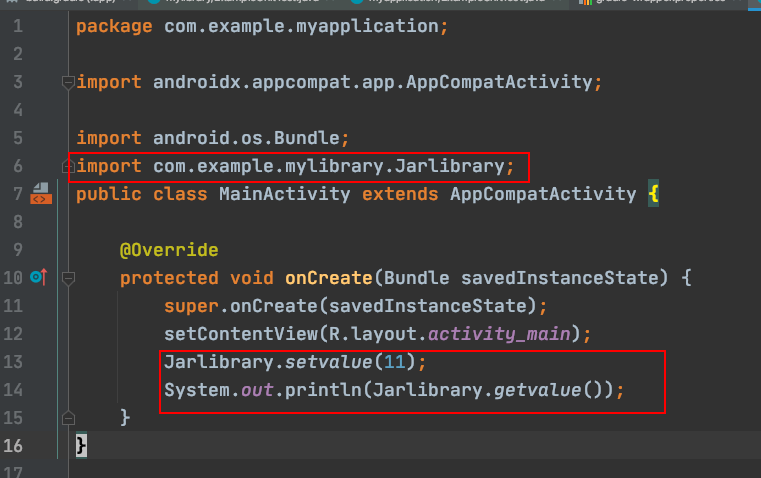 1 package com.example.myapplication;
2
3 import androidx.appcompat.app.AppCompatActivity;
4
5 import android.os.Bundle;
6 import com.example.mylibrary.Jarlibrary;
7 public class MainActivity extends AppCompatActivity {
8
9 @Override
10 protected void onCreate(Bundle savedInstanceState) {
11 super.onCreate(savedInstanceState);
12 setContentView(R.layout.activity_main);
13 Jarlibrary.setvalue(11);
14 System.out.println(Jarlibrary.getvalue());
15 }
16 }
17